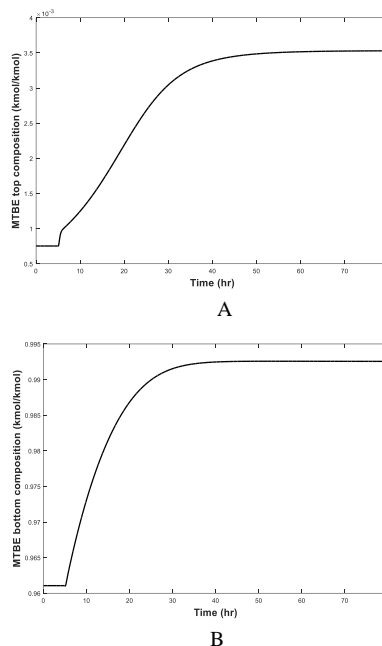 × 10⁻³
4
3.5
3
2.5
2
1.5
1
0.5
0 10 20 30 40 50 60 70
MTBE top composition (kmol/kmol)
Time (hr)
A
0.995
0.99
0.985
0.98
0.975
0.97
0.965
0.96
0 10 20 30 40 50 60 70
MTBE bottom composition (kmol/kmol)
Time (hr)
B